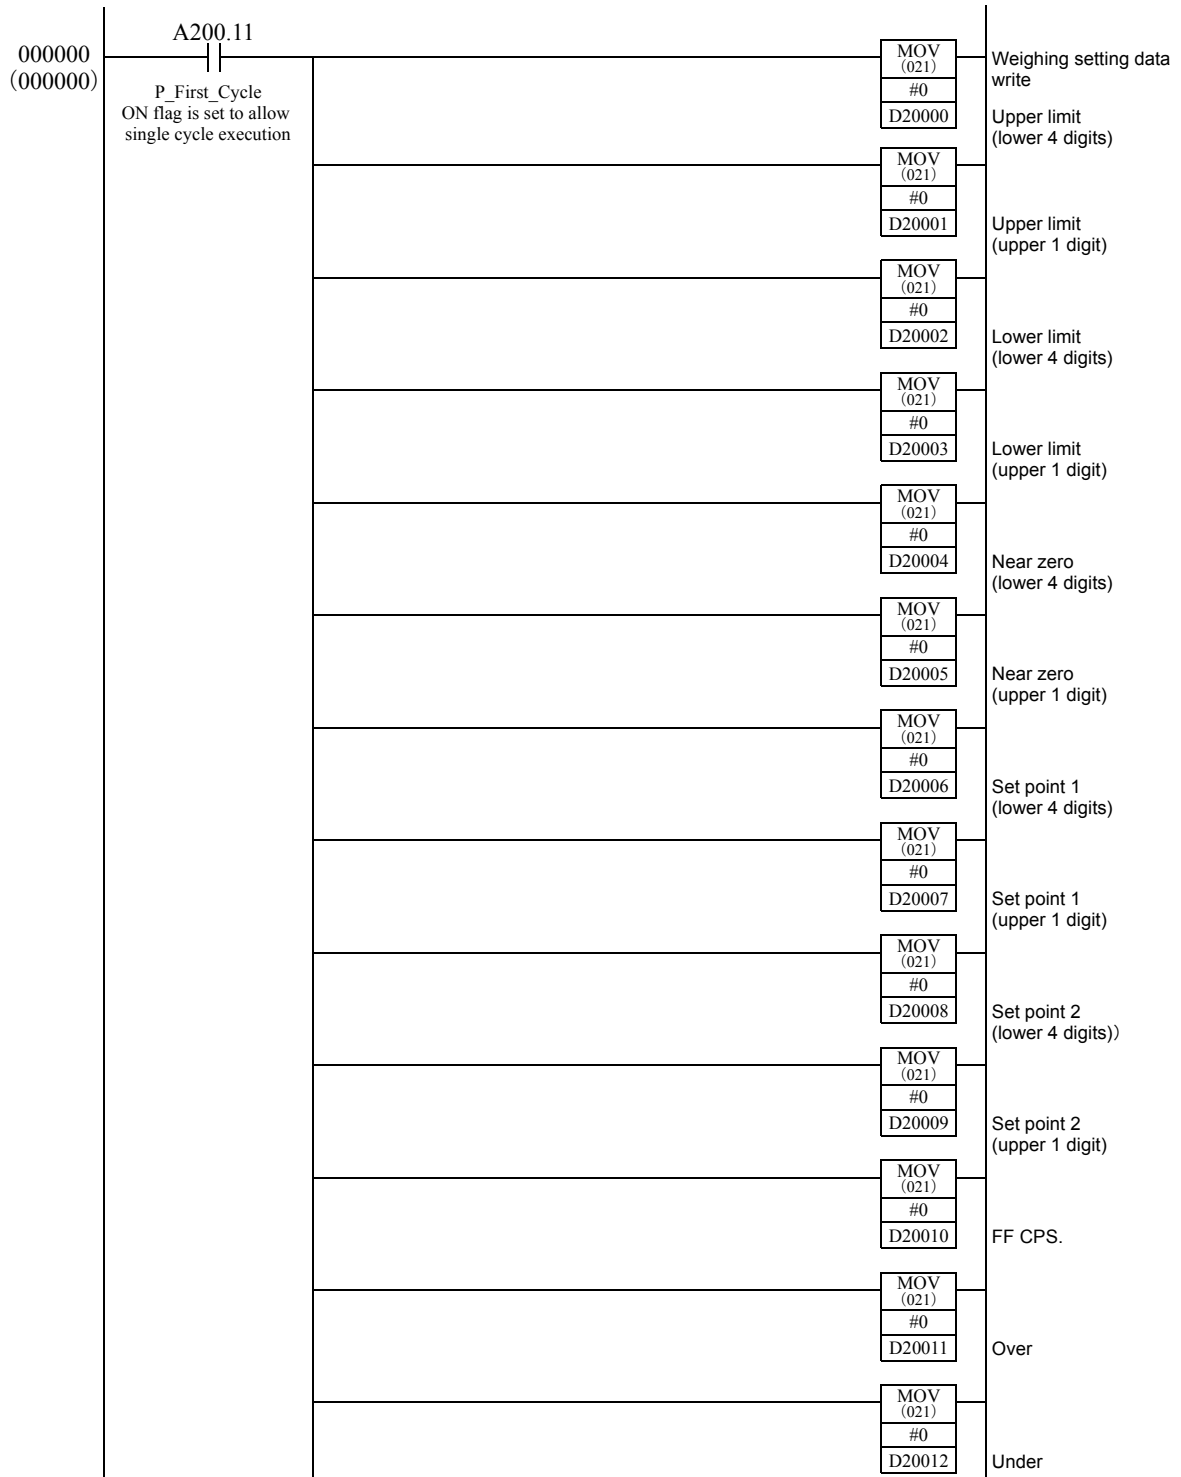 A200.11
000000
(000000)
P_First_Cycle
ON flag is set to allow
single cycle execution
MOV
(021)
#0
D20000
Weighing setting data
write
Upper limit
(lower 4 digits)
MOV
(021)
#0
D20001
Upper limit
(upper 1 digit)
MOV
(021)
#0
D20002
Lower limit
(lower 4 digits)
MOV
(021)
#0
D20003
Lower limit
(upper 1 digit)
MOV
(021)
#0
D20004
Near zero
(lower 4 digits)
MOV
(021)
#0
D20005
Near zero
(upper 1 digit)
MOV
(021)
#0
D20006
Set point 1
(lower 4 digits)
MOV
(021)
#0
D20007
Set point 1
(upper 1 digit)
MOV
(021)
#0
D20008
Set point 2
(lower 4 digits)）
MOV
(021)
#0
D20009
Set point 2
(upper 1 digit)
MOV
(021)
#0
D20010
FF CPS.
MOV
(021)
#0
D20011
Over
MOV
(021)
#0
D20012
Under